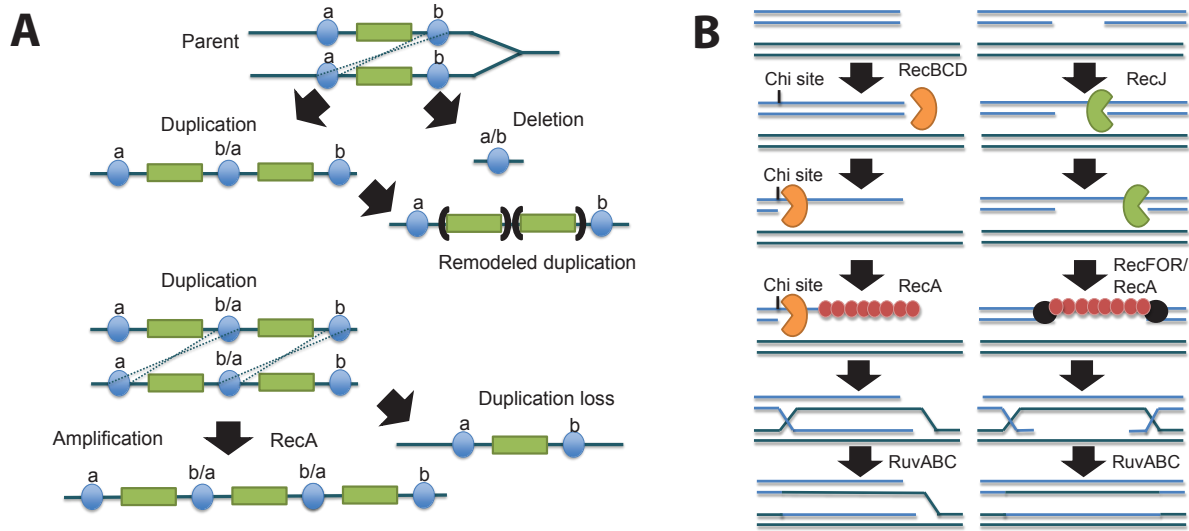 A
a
b
Parent
a
b
Duplication
Deletion
a
b/a
b
a/b
a
b
Remodeled duplication
Duplication
a
b/a
b
a
b/a
b
Duplication loss
a
b
Amplification
RecA
a
b/a
b/a
b
B
Chi site
RecBCD
RecJ
Chi site
Chi site
RecA
RecFOR/
RecA
RuvABC
RuvABC